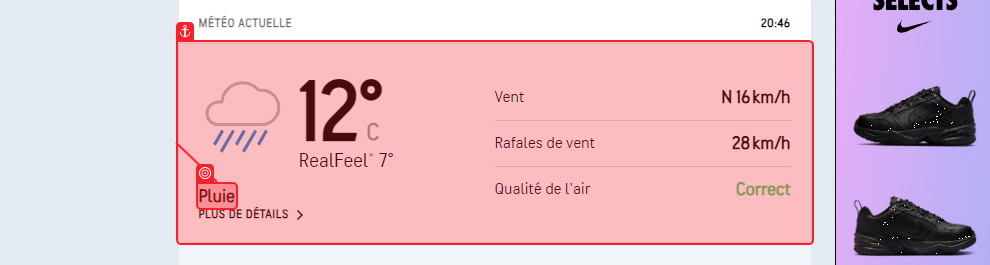 SELECTS
MÉTÉO ACTUELLE 20:46
12° C
RealFeel® 7°
Pluie
PLUS DE DÉTAILS
Vent N 16 km/h
Rafales de vent 28 km/h
Qualité de l'air Correct